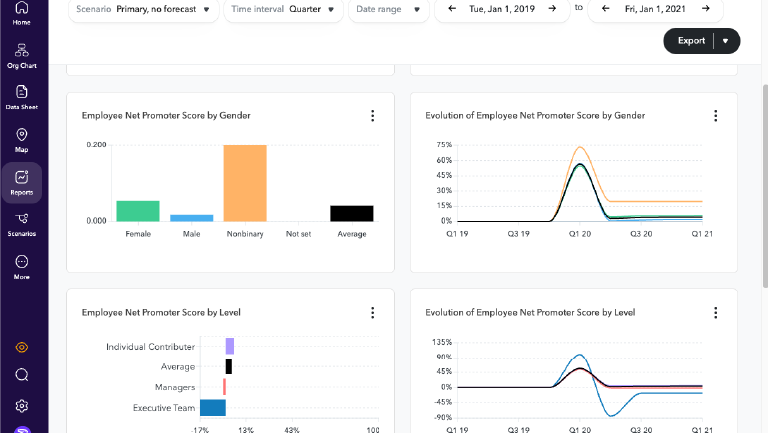 Scenario Primary, no forecast
Time interval Quarter
Date range
Tue, Jan 1, 2019
to
Fri, Jan 1, 2021
Export
Home
Org Chart
Data Sheet
Map
Reports
Scenarios
More
Employee Net Promoter Score by Gender
0.200
0.000
Female Male Nonbinary Not set Average
Evolution of Employee Net Promoter Score by Gender
75%
60%
45%
30%
15%
0%
Q1 19 Q3 19 Q1 20 Q3 20 Q1 21
Employee Net Promoter Score by Level
Individual Contributer
Average
Managers
Executive Team
-17% 13% 43% 100
Evolution of Employee Net Promoter Score by Level
135%
90%
45%
0%
-45%
-90%
Q1 19 Q3 19 Q1 20 Q3 20 Q1 21